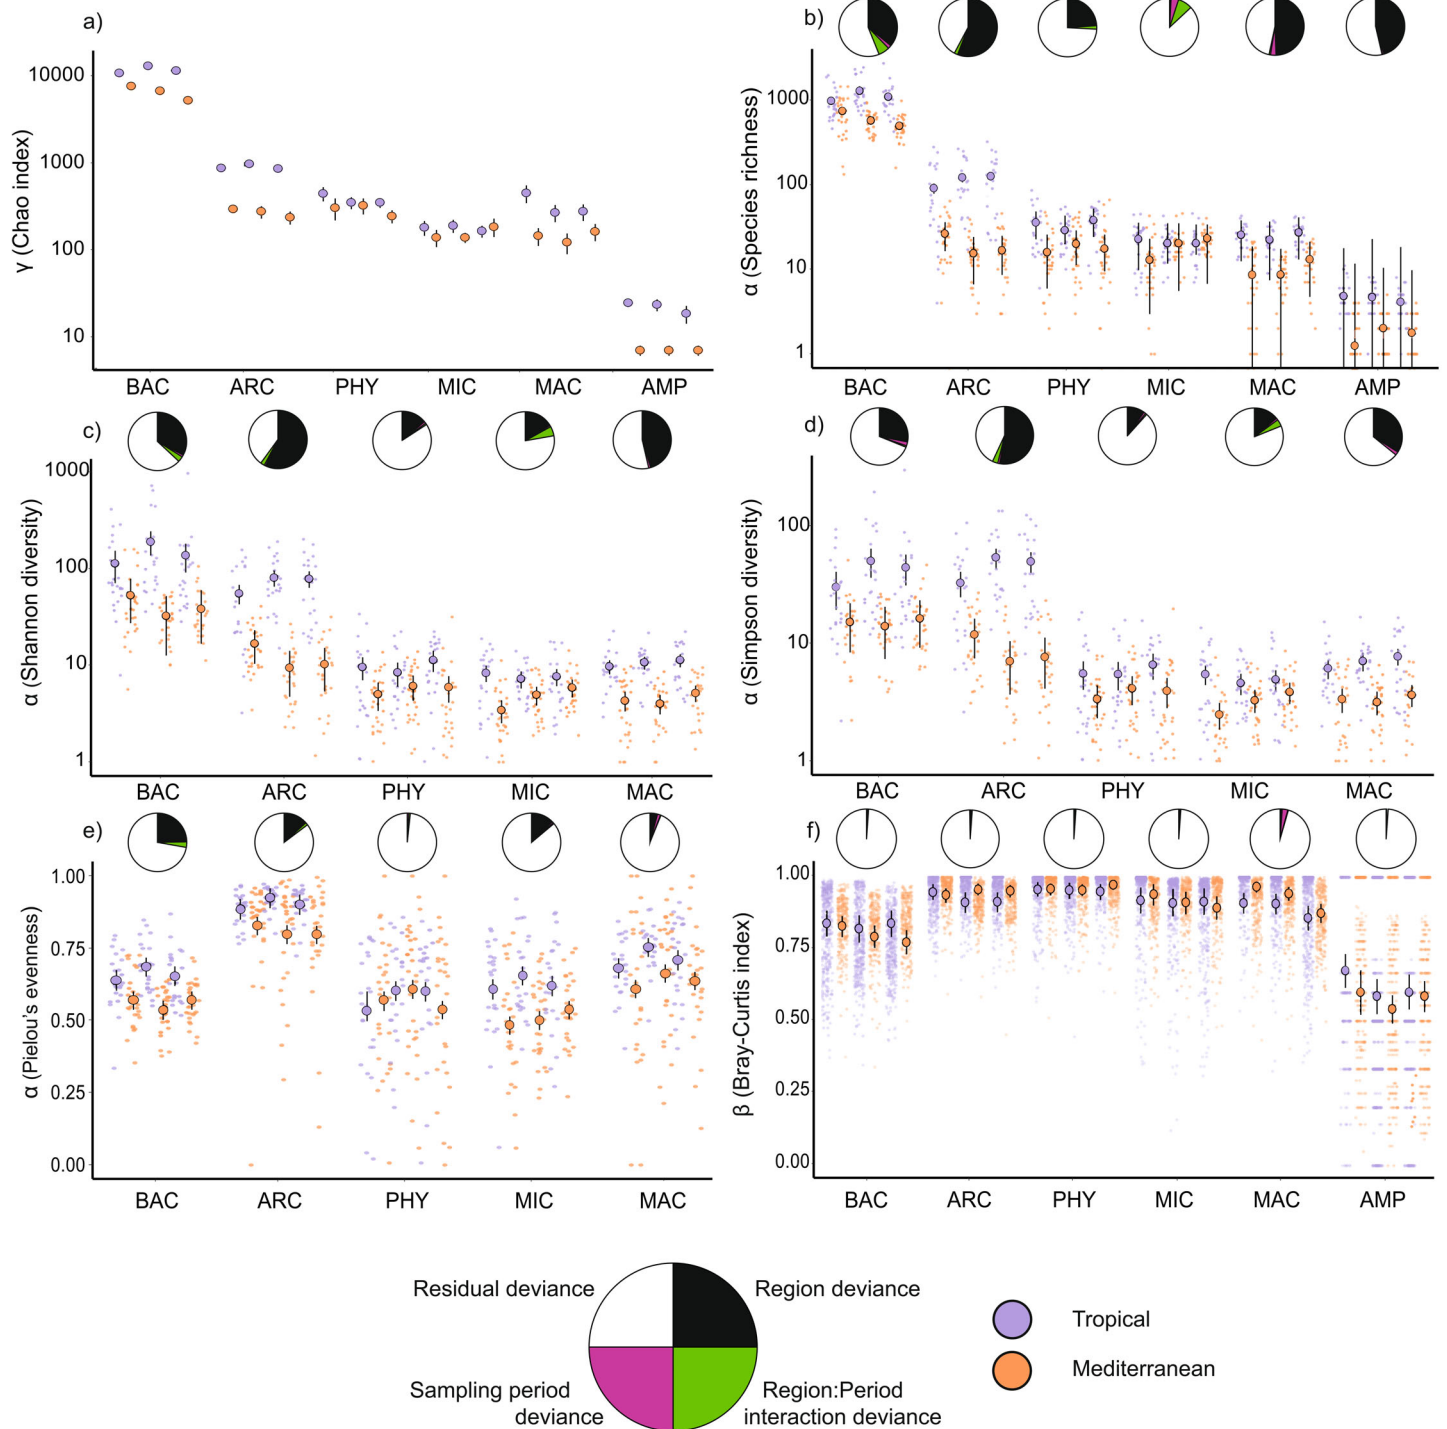 a)
γ (Chao index)
10000
1000
100
10
BAC ARC PHY MIC MAC AMP
b)
α (Species richness)
1000
100
10
1
BAC ARC PHY MIC MAC AMP
c)
α (Shannon diversity)
1000
100
10
1
BAC ARC PHY MIC MAC
d)
α (Simpson diversity)
100
10
1
BAC ARC PHY MIC MAC
e)
α (Pielou's evenness)
1.00
0.75
0.50
0.25
0.00
BAC ARC PHY MIC MAC
f)
β (Bray-Curtis index)
1.00
0.75
0.50
0.25
0.00
BAC ARC PHY MIC MAC AMP
Residual deviance
Region deviance
Sampling period
deviance
Region:Period
interaction deviance
Tropical
Mediterranean